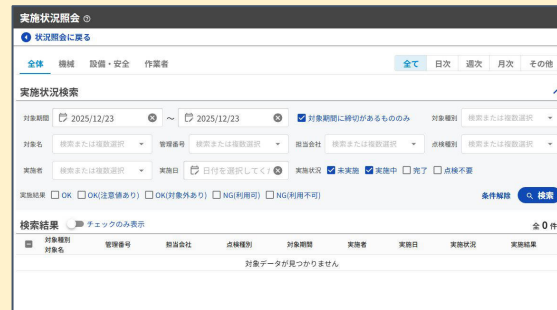 実施状況照会
状況照会に戻る
全体 機械 設備・安全 作業者 全て 日次 週次 月次 その他
実施状況検索
対象期間 2025/12/23 ～ 2025/12/23 対象期間に締切があるもののみ 対象種別 検索または複数選択
対象名 検索または複数選択 管理番号 検索または複数選択 担当会社 検索または複数選択 点検種別 検索または複数選択
実施者 検索または複数選択 実施日 日付を選択してくだ 実施状況 未実施 実施中 完了 点検不要
実施結果 OK OK(注意値あり) OK(対象外あり) NG(利用可) NG(利用不可) 条件解除 検索
検索結果 チェックのみ表示 全 0 件
対象種別
対象名 管理番号 担当会社 点検種別 対象期間 実施者 実施日 実施状況 実施結果
対象データが見つかりません